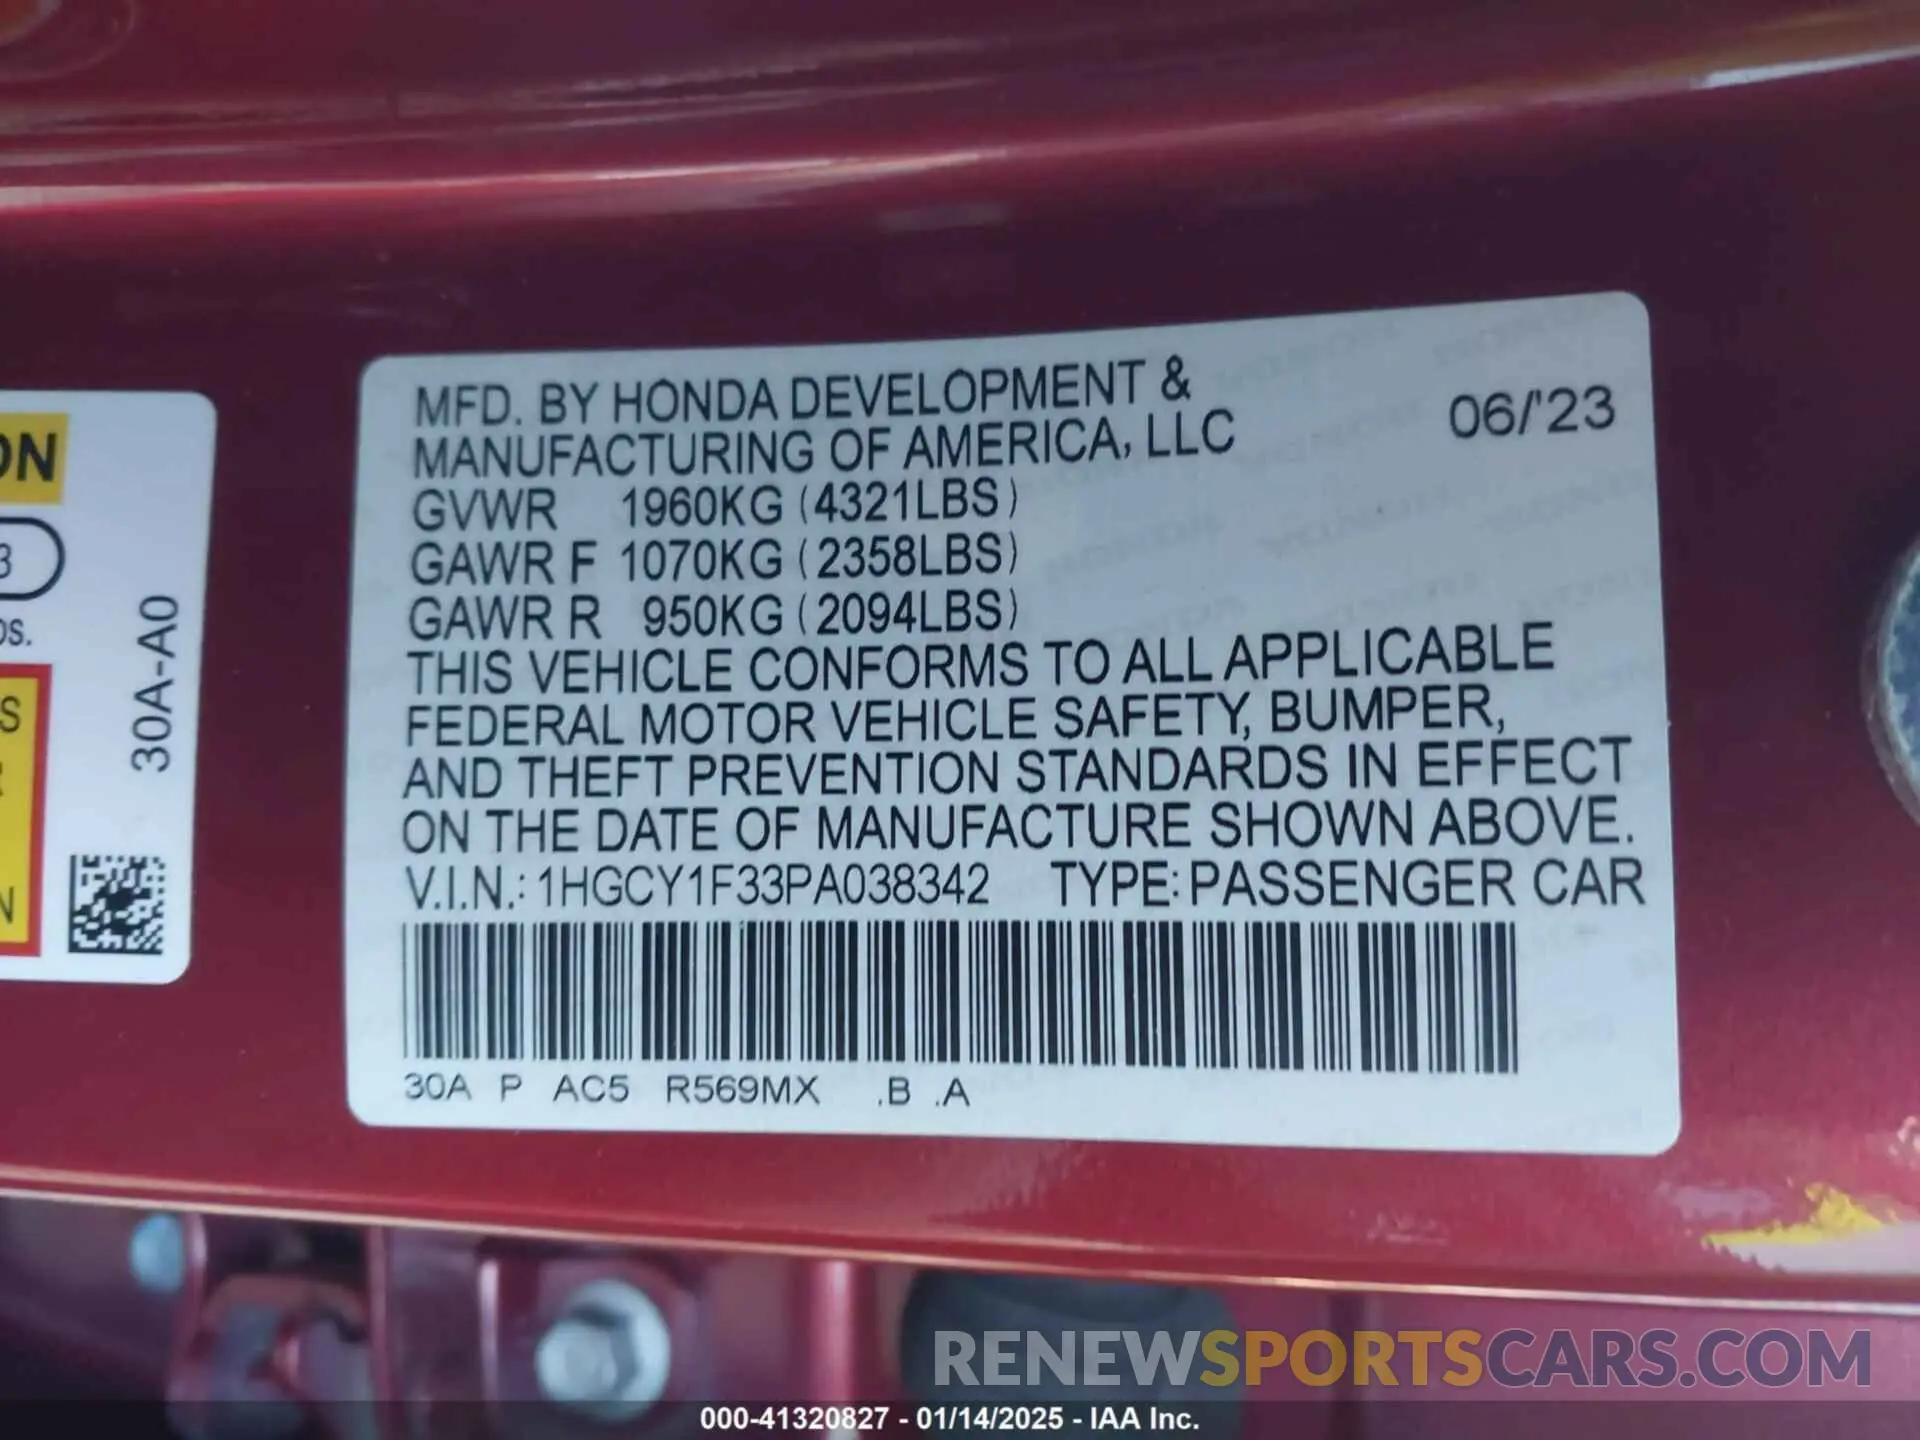 MFD. BY HONDA DEVELOPMENT &
MANUFACTURING OF AMERICA, LLC 06/'23
GVWR 1960KG (4321LBS)
GAWR F 1070KG (2358LBS)
GAWR R 950KG (2094LBS)
THIS VEHICLE CONFORMS TO ALL APPLICABLE
FEDERAL MOTOR VEHICLE SAFETY, BUMPER,
AND THEFT PREVENTION STANDARDS IN EFFECT
ON THE DATE OF MANUFACTURE SHOWN ABOVE.
V.I.N.: 1HGCY1F33PA038342 TYPE: PASSENGER CAR
30A P AC5 R569MX .B .A
30A-A0
RENEWSPORTSCARS.COM
000-41320827 - 01/14/2025 - IAA Inc.